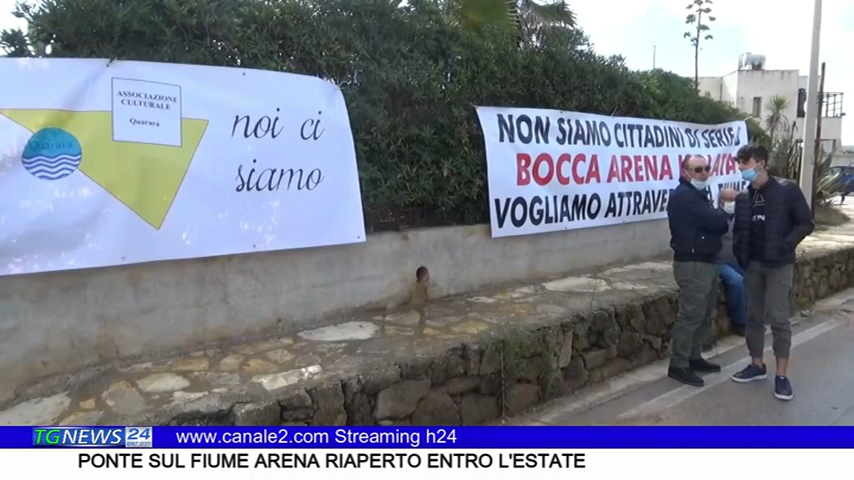 ASSOCIAZIONE
CULTURALE
Quarara
Quarara
noi ci
siamo
NON SIAMO CITTADINI DI SERIE
BOCCA ARENA
VOGLIAMO
TGNEWS 24
www.canale2.com Streaming h24
PONTE SUL FIUME ARENA RIAPERTO ENTRO L'ESTATE